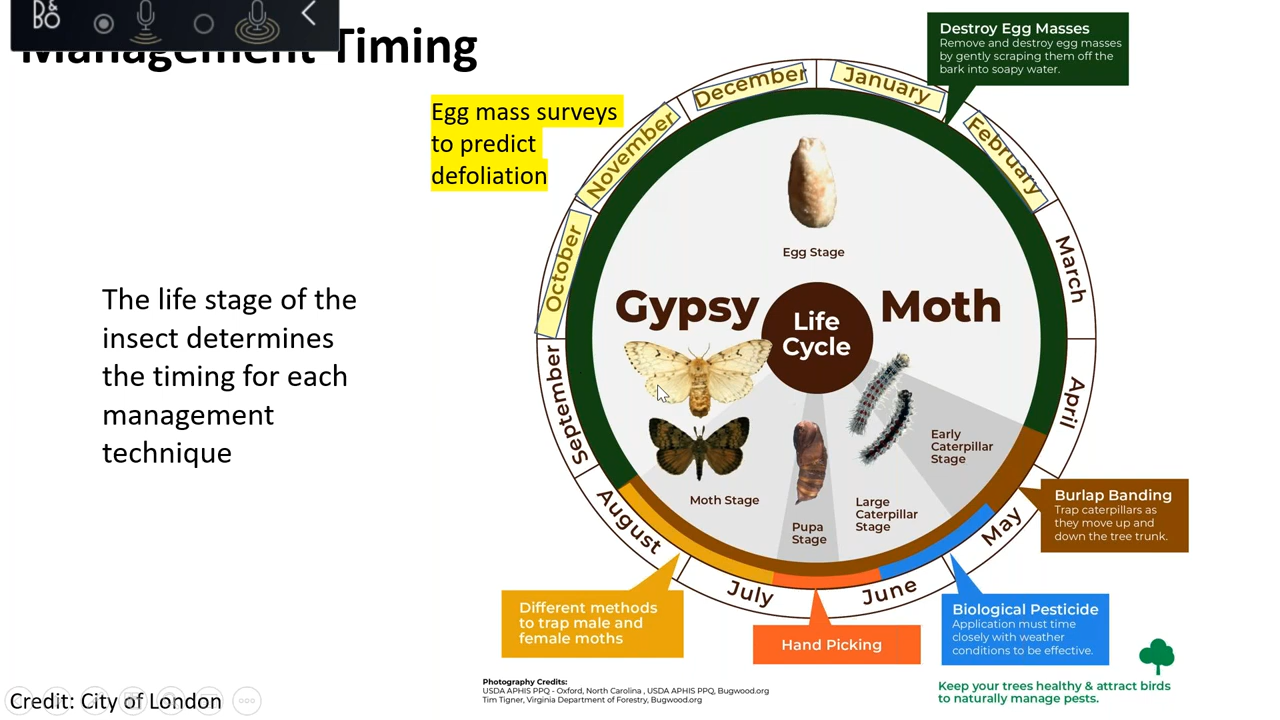 B&O
Management Timing
Egg mass surveys
to predict
defoliation
The life stage of the
insect determines
the timing for each
management
technique
Destroy Egg Masses
Remove and destroy egg masses
by gently scraping them off the
bark into soapy water.
January
February
March
April
May
June
July
August
September
October
November
December
Egg Stage
Gypsy Moth
Life
Cycle
Early
Caterpillar
Stage
Large
Caterpillar
Stage
Pupa
Stage
Moth Stage
Burlap Banding
Trap caterpillars as
they move up and
down the tree trunk.
Biological Pesticide
Application must time
closely with weather
conditions to be effective.
Hand Picking
Different methods
to trap male and
female moths
Keep your trees healthy & attract birds
to naturally manage pests.
Photography Credits:
USDA APHIS PPQ - Oxford, North Carolina , USDA APHIS PPQ, Bugwood.org
Tim Tigner, Virginia Department of Forestry, Bugwood.org
Credit: City of London